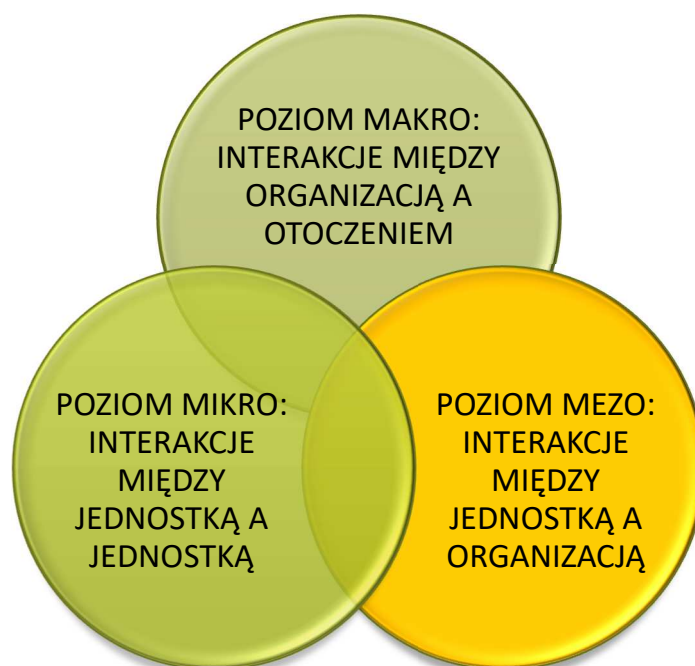 POZIOM MAKRO:
INTERAKCJE MIĘDZY
ORGANIZACJĄ A
OTOCZENIEM
POZIOM MIKRO:
INTERAKCJE
MIĘDZY
JEDNOSTKĄ A
JEDNOSTKĄ
POZIOM MEZO:
INTERAKCJE
MIĘDZY
JEDNOSTKĄ A
ORGANIZACJĄ